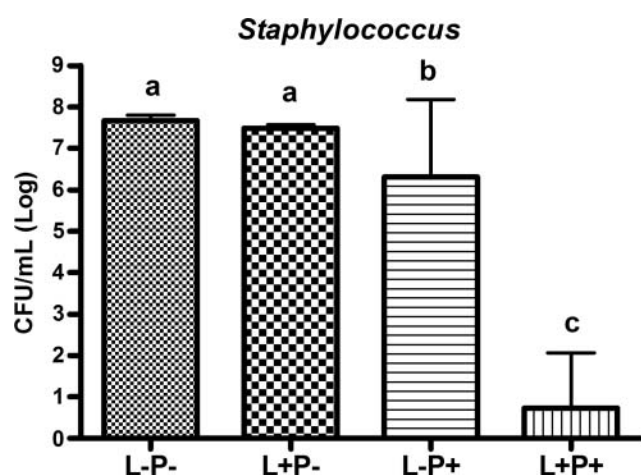 Staphylococcus
CFU/mL (Log)
9
8
7
6
5
4
3
2
1
0
a
a
b
c
L-P-
L+P-
L-P+
L+P+